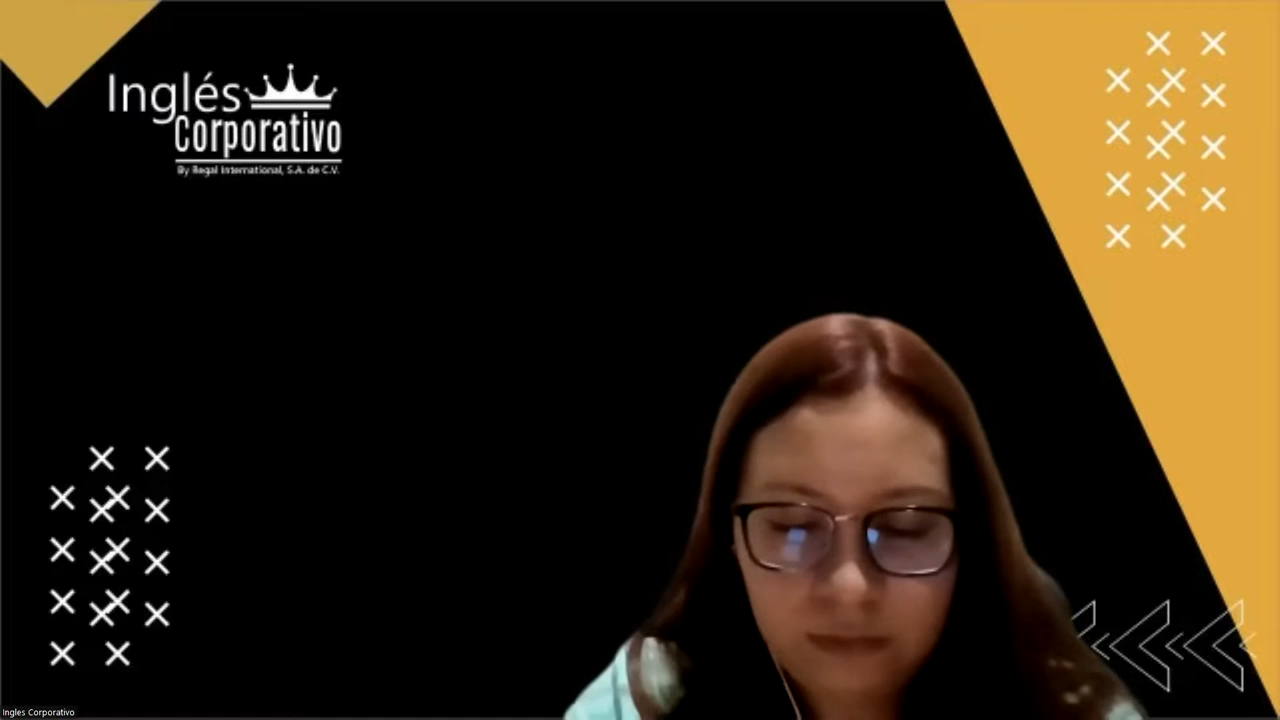 Inglés
Corporativo
By Regal International, S.A. de C.V.
Ingles Corporativo